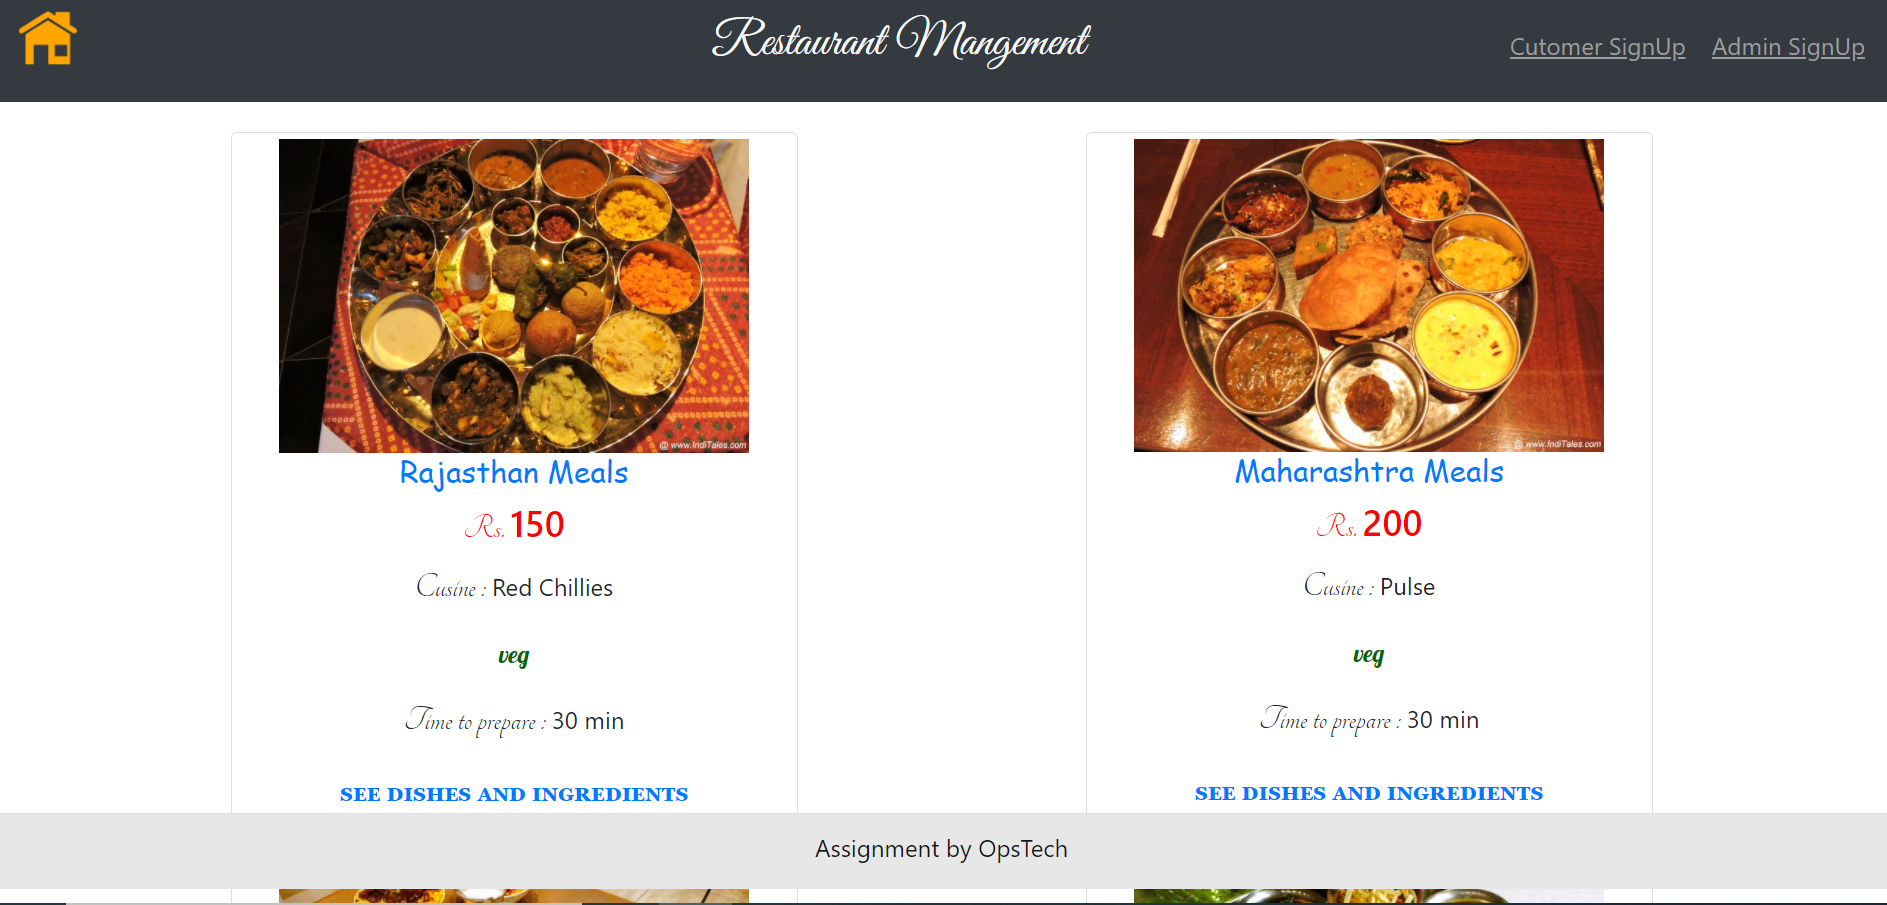 Restaurant Mangement
Cutomer SignUp Admin SignUp
@ www.IndiTales.com
Rajasthan Meals
Rs. 150
Cusine : Red Chillies
veg
Time to prepare : 30 min
SEE DISHES AND INGREDIENTS
@ www.IndiTales.com
Maharashtra Meals
Rs. 200
Cusine : Pulse
veg
Time to prepare : 30 min
SEE DISHES AND INGREDIENTS
Assignment by OpsTech